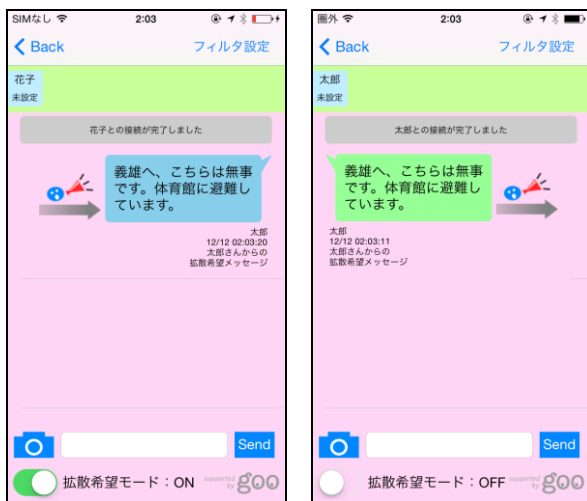 SIMなし 2:03
Back フィルタ設定
花子
未設定
花子との接続が完了しました
義雄へ、こちらは無事
です。体育館に避難し
ています。
太郎
12/12 02:03:20
太郎さんからの
拡散希望メッセージ
Send
拡散希望モード：ON supported by goo
圏外 2:03
Back フィルタ設定
太郎
未設定
太郎との接続が完了しました
義雄へ、こちらは無事
です。体育館に避難し
ています。
太郎
12/12 02:03:11
太郎さんからの
拡散希望メッセージ
Send
拡散希望モード：OFF supported by goo